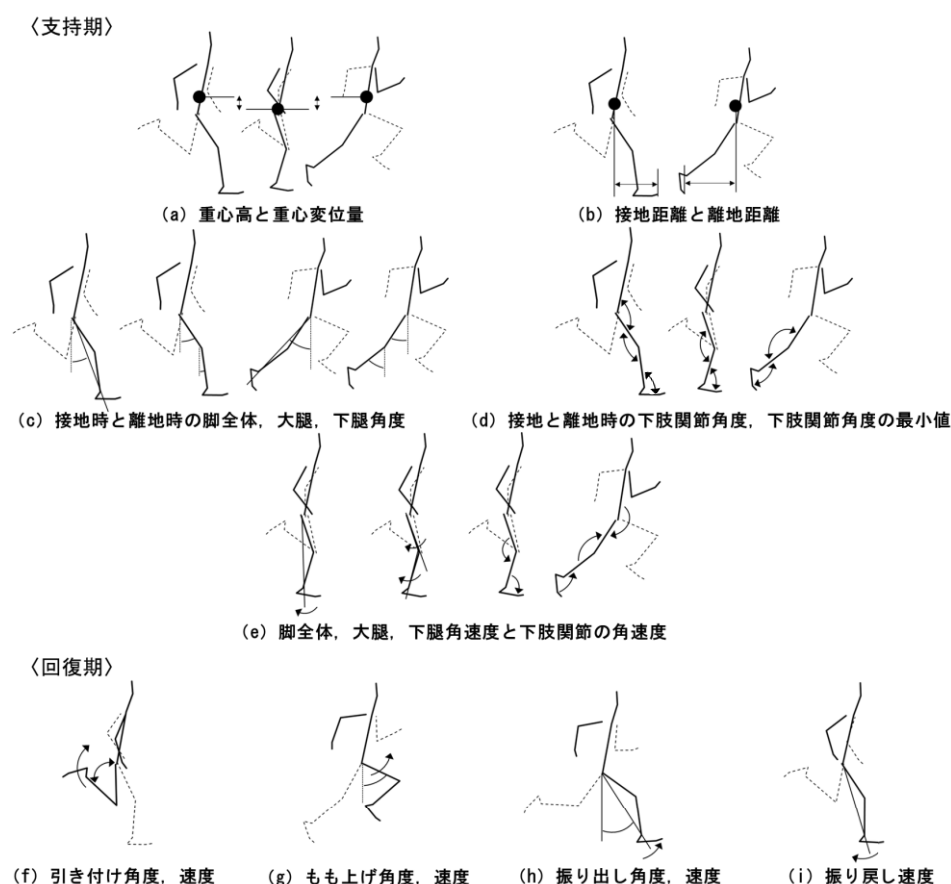 〈支持期〉
(a) 重心高と重心変位量
(b) 接地距離と離地距離
(c) 接地時と離地時の脚全体，大腿，下腿角度
(d) 接地と離地時の下肢関節角度，下肢関節角度の最小値
(e) 脚全体，大腿，下腿角速度と下肢関節の角速度
〈回復期〉
(f) 引き付け角度，速度
(g) もも上げ角度，速度
(h) 振り出し角度，速度
(i) 振り戻し速度